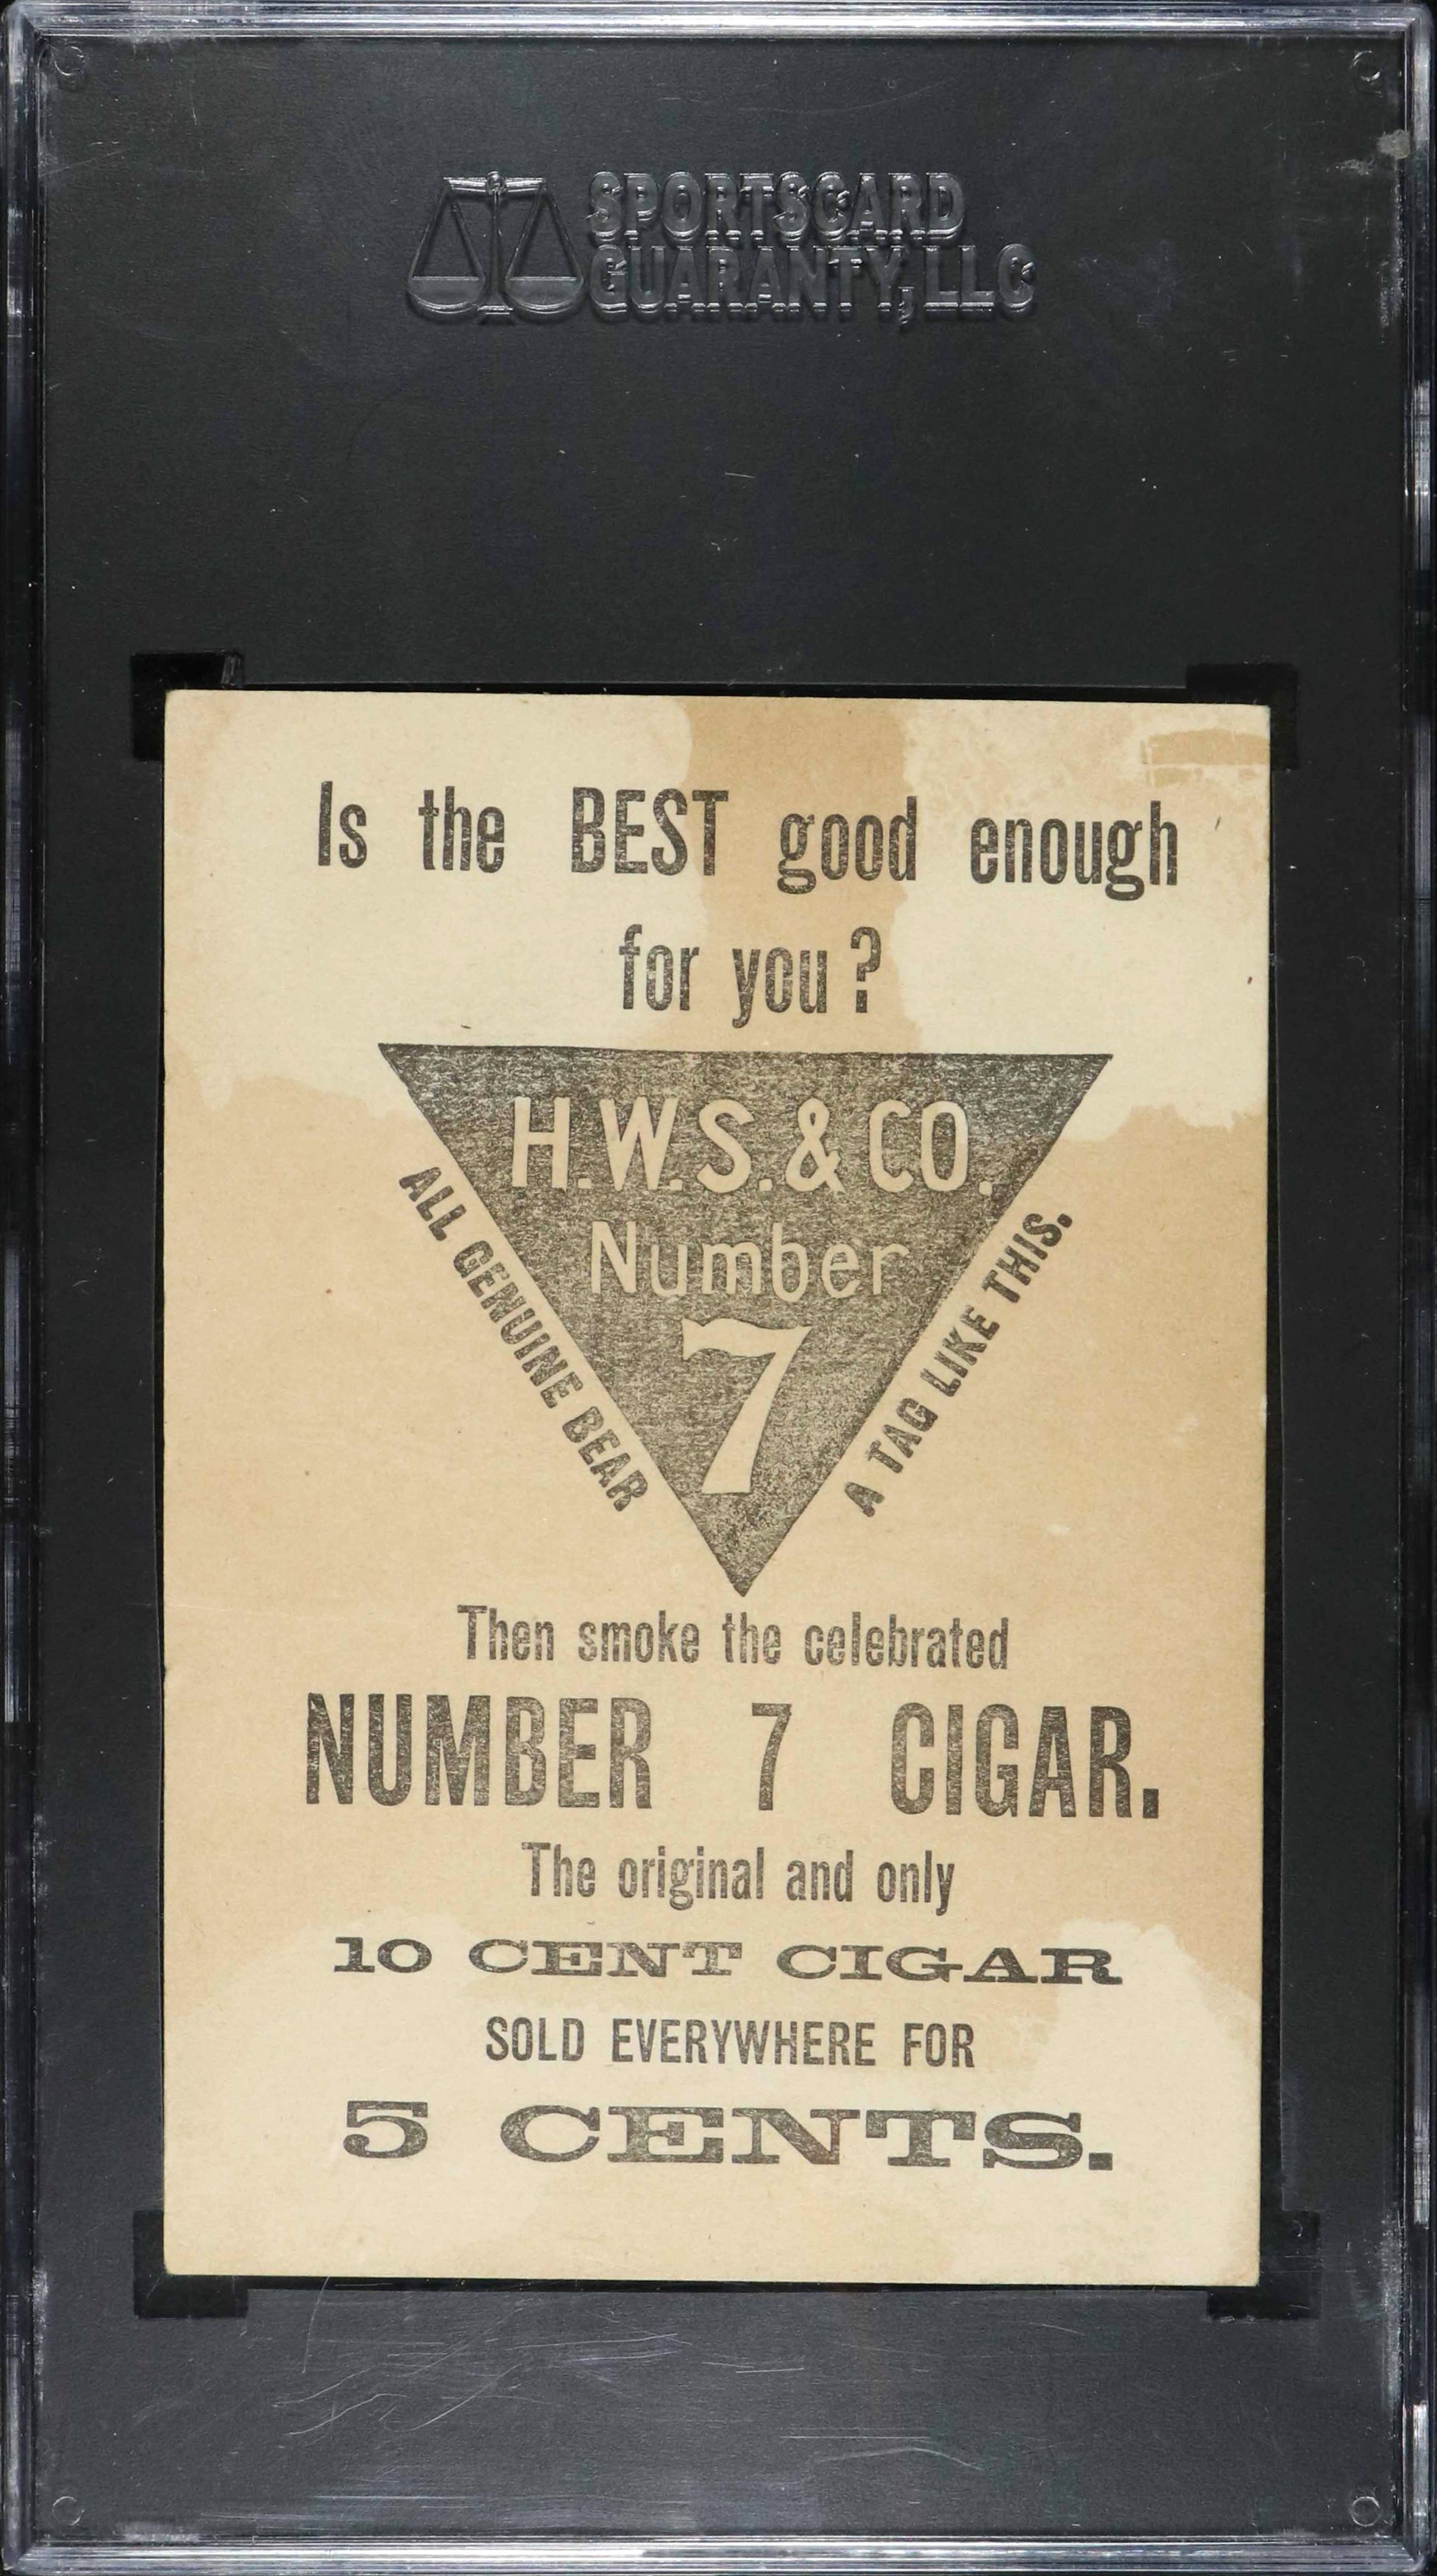 SPORTSCARD
GUARANTY, LLC
Is the BEST good enough
for you?
H.W.S. & CO.
Number
7
ALL GENUINE BEAR
A TAG LIKE THIS.
Then smoke the celebrated
NUMBER 7 CIGAR.
The original and only
10 CENT CIGAR
SOLD EVERYWHERE FOR
5 CENTS.